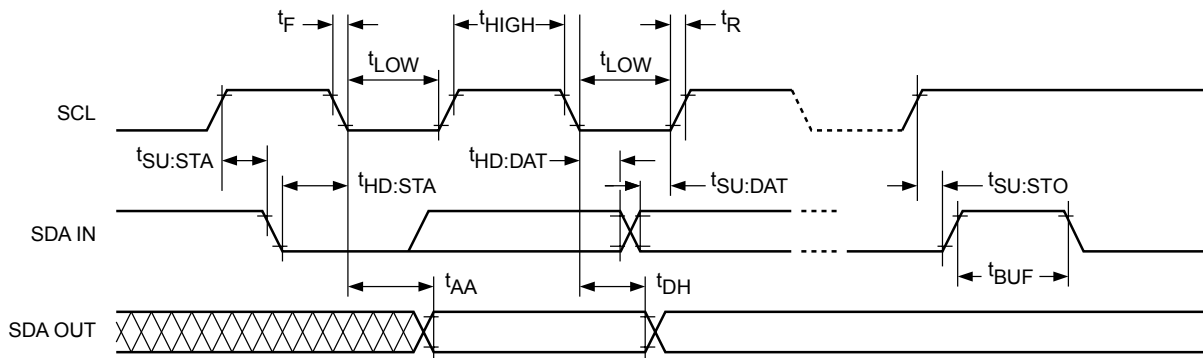 tF
tHIGH
tR
tLOW
tLOW
SCL
tSU:STA
tHD:STA
tHD:DAT
tSU:DAT
tSU:STO
SDA IN
tAA
tDH
tBUF
SDA OUT